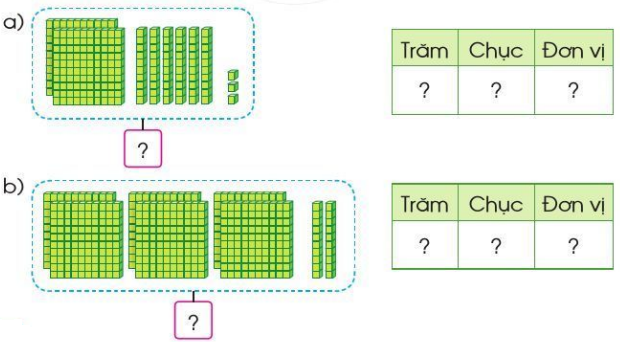 a)
Trăm Chục Đơn vị
? ? ?
?
b)
Trăm Chục Đơn vị
? ? ?
?